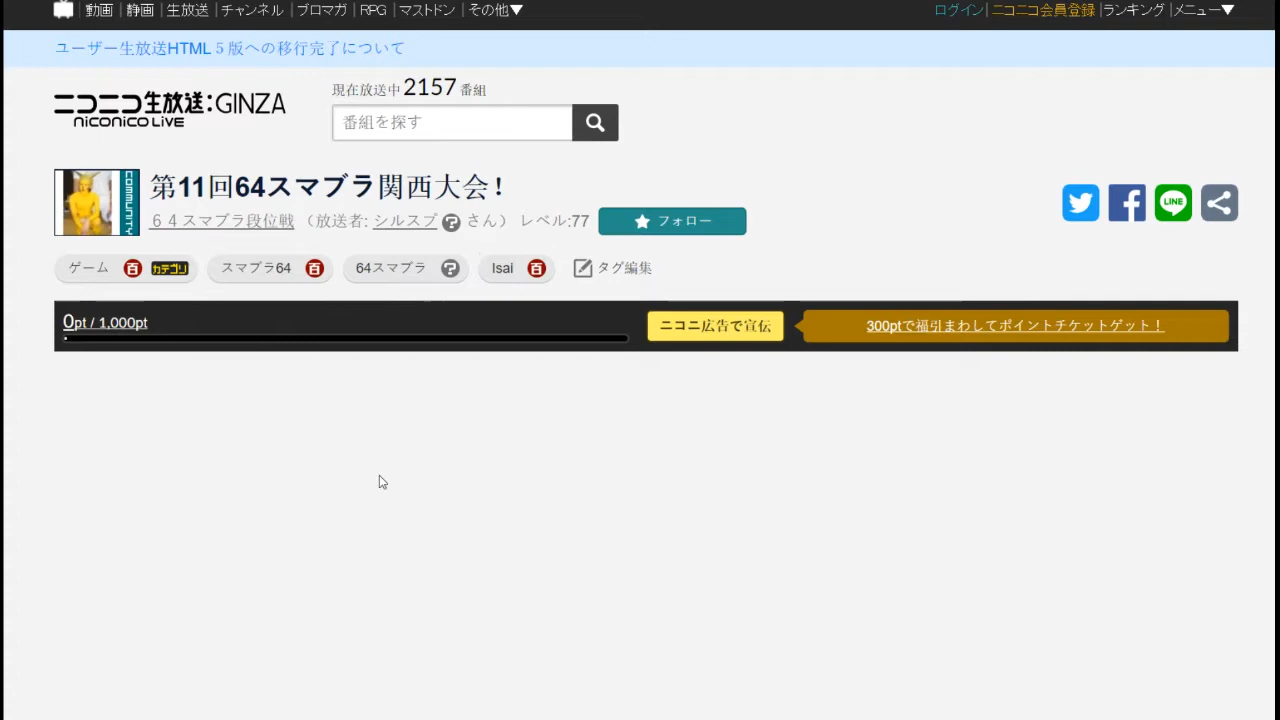 動画 | 静画 | 生放送 | チャンネル | ブロマガ | RPG | マストドン | その他▼
ログイン | ニコニコ会員登録 | ランキング | メニュー▼
ユーザー生放送HTML５版への移行完了について
ニコニコ生放送:GINZA
niconico Live
現在放送中 2157 番組
番組を探す
COMMUNITY
第11回64スマブラ関西大会！
６４スマブラ段位戦 （放送者: シルスプ ? さん） レベル:77 フォロー
LINE
ゲーム 百 カテゴリ スマブラ64 百 64スマブラ ? Isai 百 タグ編集
0pt / 1,000pt
ニコニ広告で宣伝
300ptで福引まわしてポイントチケットゲット！